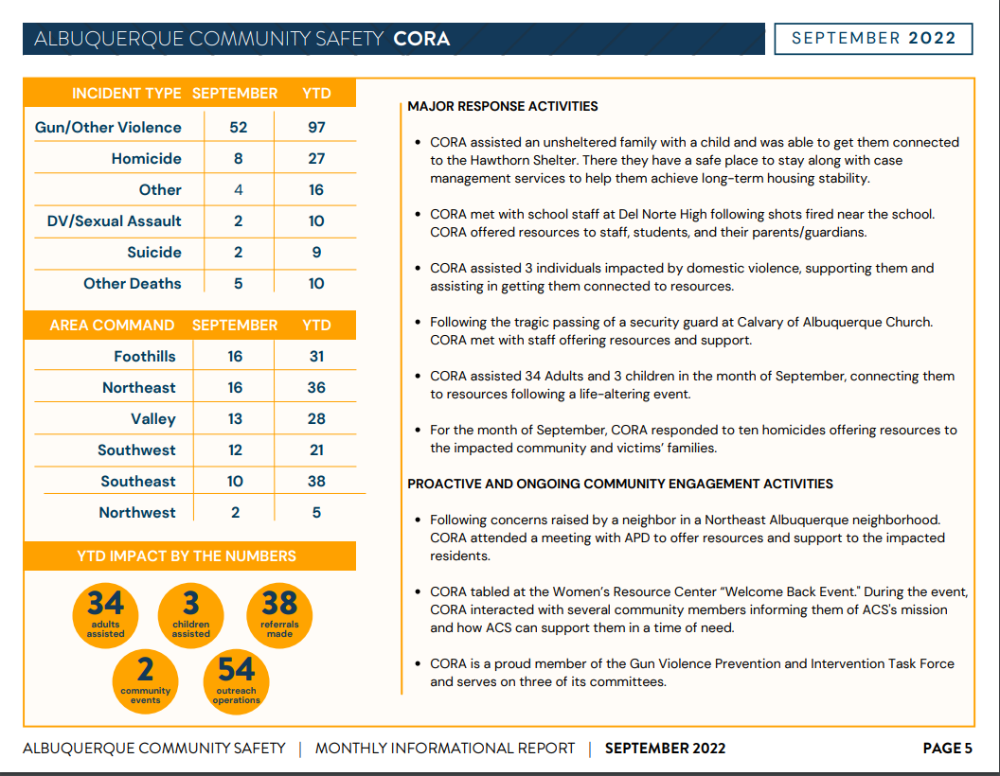 ALBUQUERQUE COMMUNITY SAFETY CORA
SEPTEMBER 2022
INCIDENT TYPE SEPTEMBER YTD
Gun/Other Violence 52 97
Homicide 8 27
Other 4 16
DV/Sexual Assault 2 10
Suicide 2 9
Other Deaths 5 10
AREA COMMAND SEPTEMBER YTD
Foothills 16 31
Northeast 16 36
Valley 13 28
Southwest 12 21
Southeast 10 38
Northwest 2 5
YTD IMPACT BY THE NUMBERS
34
adults
assisted
3
children
assisted
38
referrals
made
2
community
events
54
outreach
operations
MAJOR RESPONSE ACTIVITIES
• CORA assisted an unsheltered family with a child and was able to get them connected
to the Hawthorn Shelter. There they have a safe place to stay along with case
management services to help them achieve long-term housing stability.
• CORA met with school staff at Del Norte High following shots fired near the school.
CORA offered resources to staff, students, and their parents/guardians.
• CORA assisted 3 individuals impacted by domestic violence, supporting them and
assisting in getting them connected to resources.
• Following the tragic passing of a security guard at Calvary of Albuquerque Church.
CORA met with staff offering resources and support.
• CORA assisted 34 Adults and 3 children in the month of September, connecting them
to resources following a life-altering event.
• For the month of September, CORA responded to ten homicides offering resources to
the impacted community and victims’ families.
PROACTIVE AND ONGOING COMMUNITY ENGAGEMENT ACTIVITIES
• Following concerns raised by a neighbor in a Northeast Albuquerque neighborhood.
CORA attended a meeting with APD to offer resources and support to the impacted
residents.
• CORA tabled at the Women’s Resource Center “Welcome Back Event." During the event,
CORA interacted with several community members informing them of ACS's mission
and how ACS can support them in a time of need.
• CORA is a proud member of the Gun Violence Prevention and Intervention Task Force
and serves on three of its committees.
ALBUQUERQUE COMMUNITY SAFETY | MONTHLY INFORMATIONAL REPORT | SEPTEMBER 2022 PAGE 5